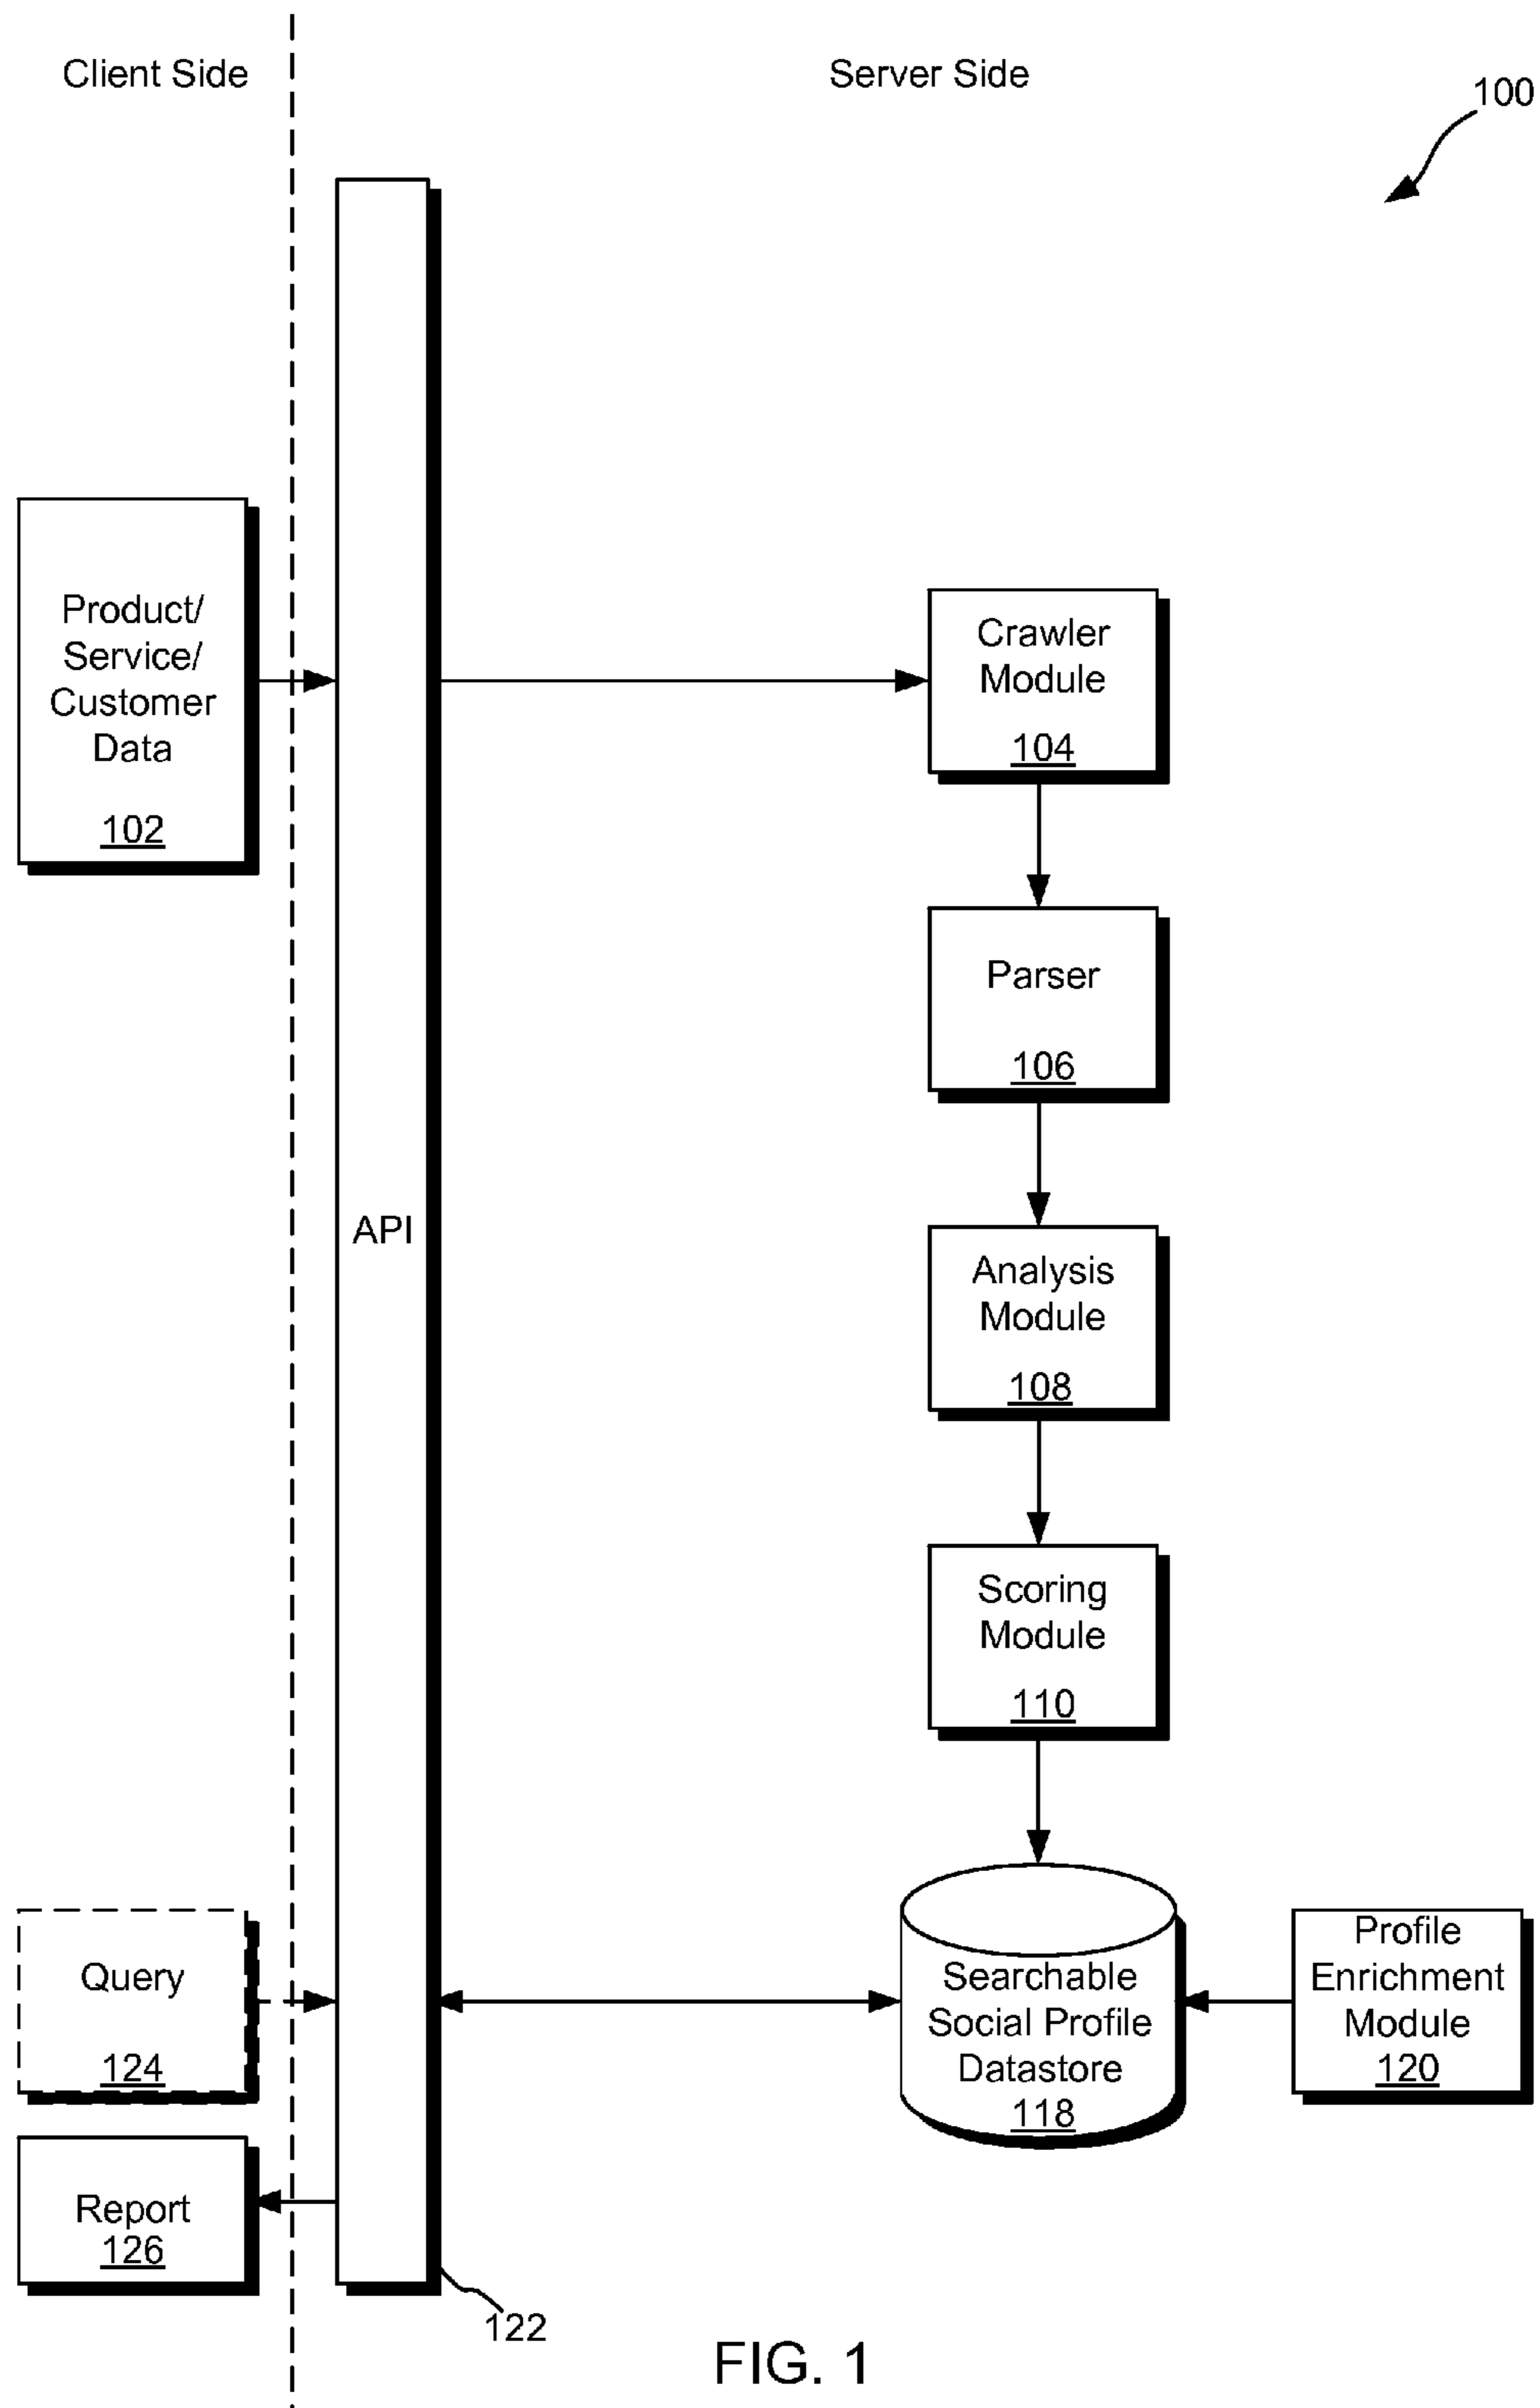 Client Side
Server Side
100
Product/
Service/
Customer
Data
102
Crawler
Module
104
Parser
106
API
Analysis
Module
108
Scoring
Module
110
Query
124
Searchable
Social Profile
Datastore
118
Profile
Enrichment
Module
120
Report
126
122
FIG. 1